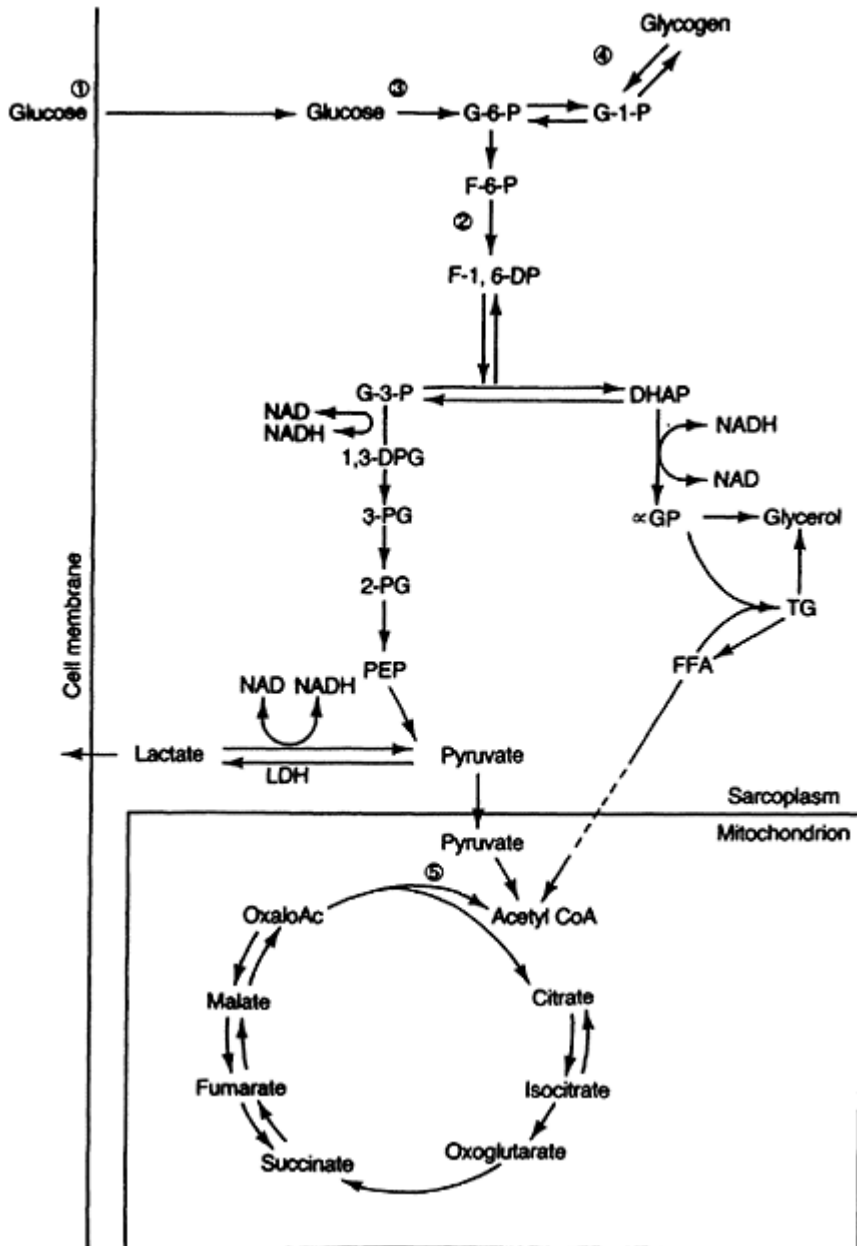 Glycogen
④
①
Glucose
Glucose
③
G-6-P
G-1-P
F-6-P
②
F-1, 6-DP
G-3-P
DHAP
NAD
NADH
1,3-DPG
NADH
NAD
3-PG
∝GP
Glycerol
2-PG
TG
Cell membrane
PEP
FFA
NAD
NADH
Lactate
LDH
Pyruvate
Sarcoplasm
Mitochondrion
Pyruvate
⑤
OxaloAc
Acetyl CoA
Malate
Citrate
Fumarate
Isocitrate
Succinate
Oxoglutarate